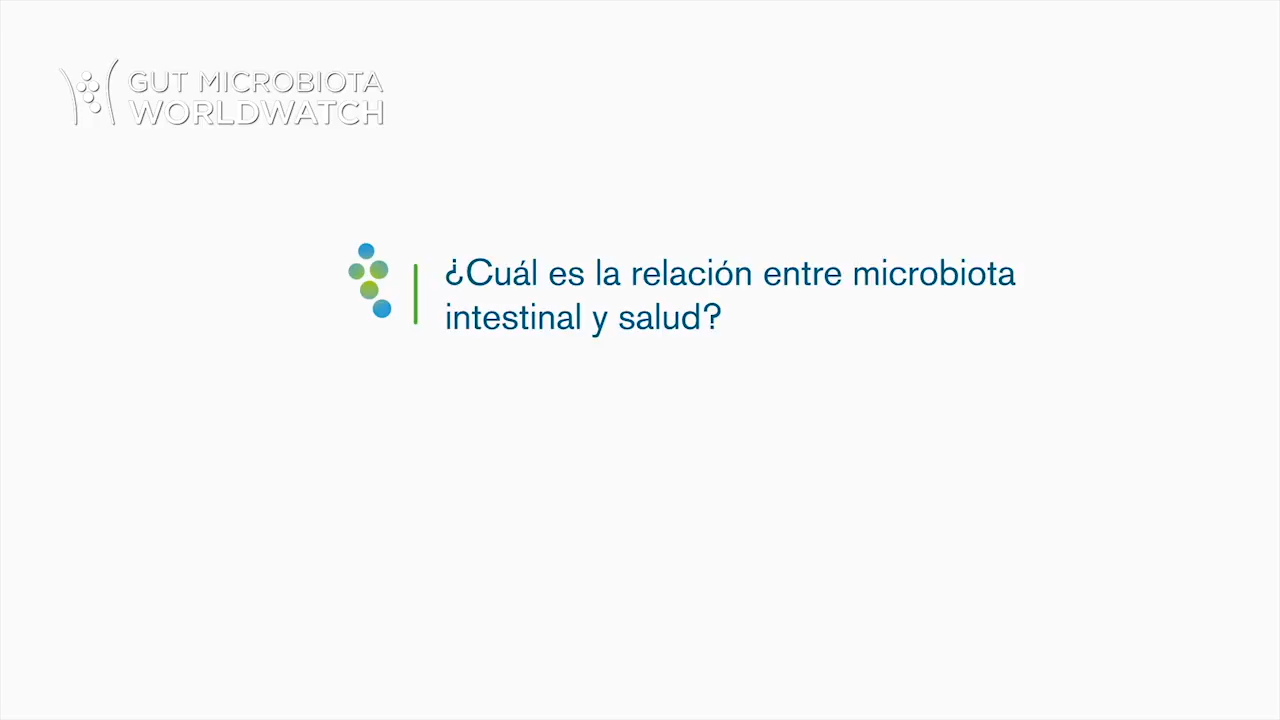 GUT MICROBIOTA
WORLDWATCH
¿Cuál es la relación entre microbiota
intestinal y salud?